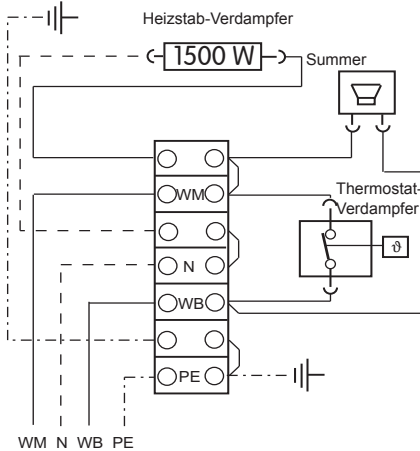 Heizstab-Verdampfer
1500 W
Summer
WM
Thermostat-
Verdampfer
ϑ
N
WB
PE
WM N WB PE